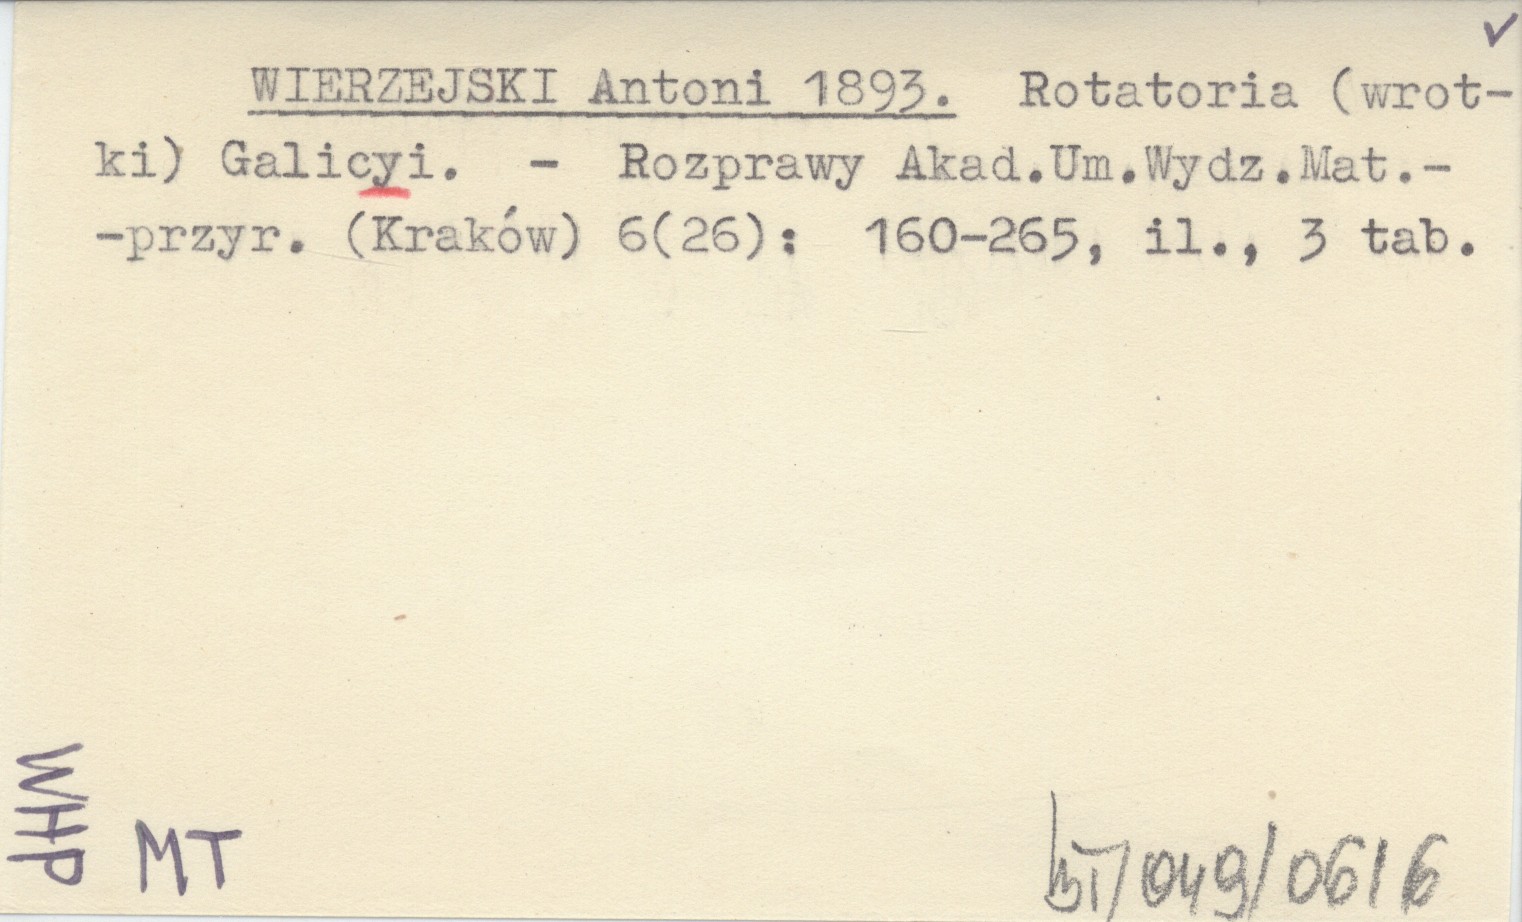 ✓
WIERZEJSKI Antoni 1893. Rotatoria (wrot-
ki) Galicyi. - Rozprawy Akad.Um.Wydz.Mat.-
-przyr. (Kraków) 6(26): 160-265, il., 3 tab.
WHP
MT
/049/0616